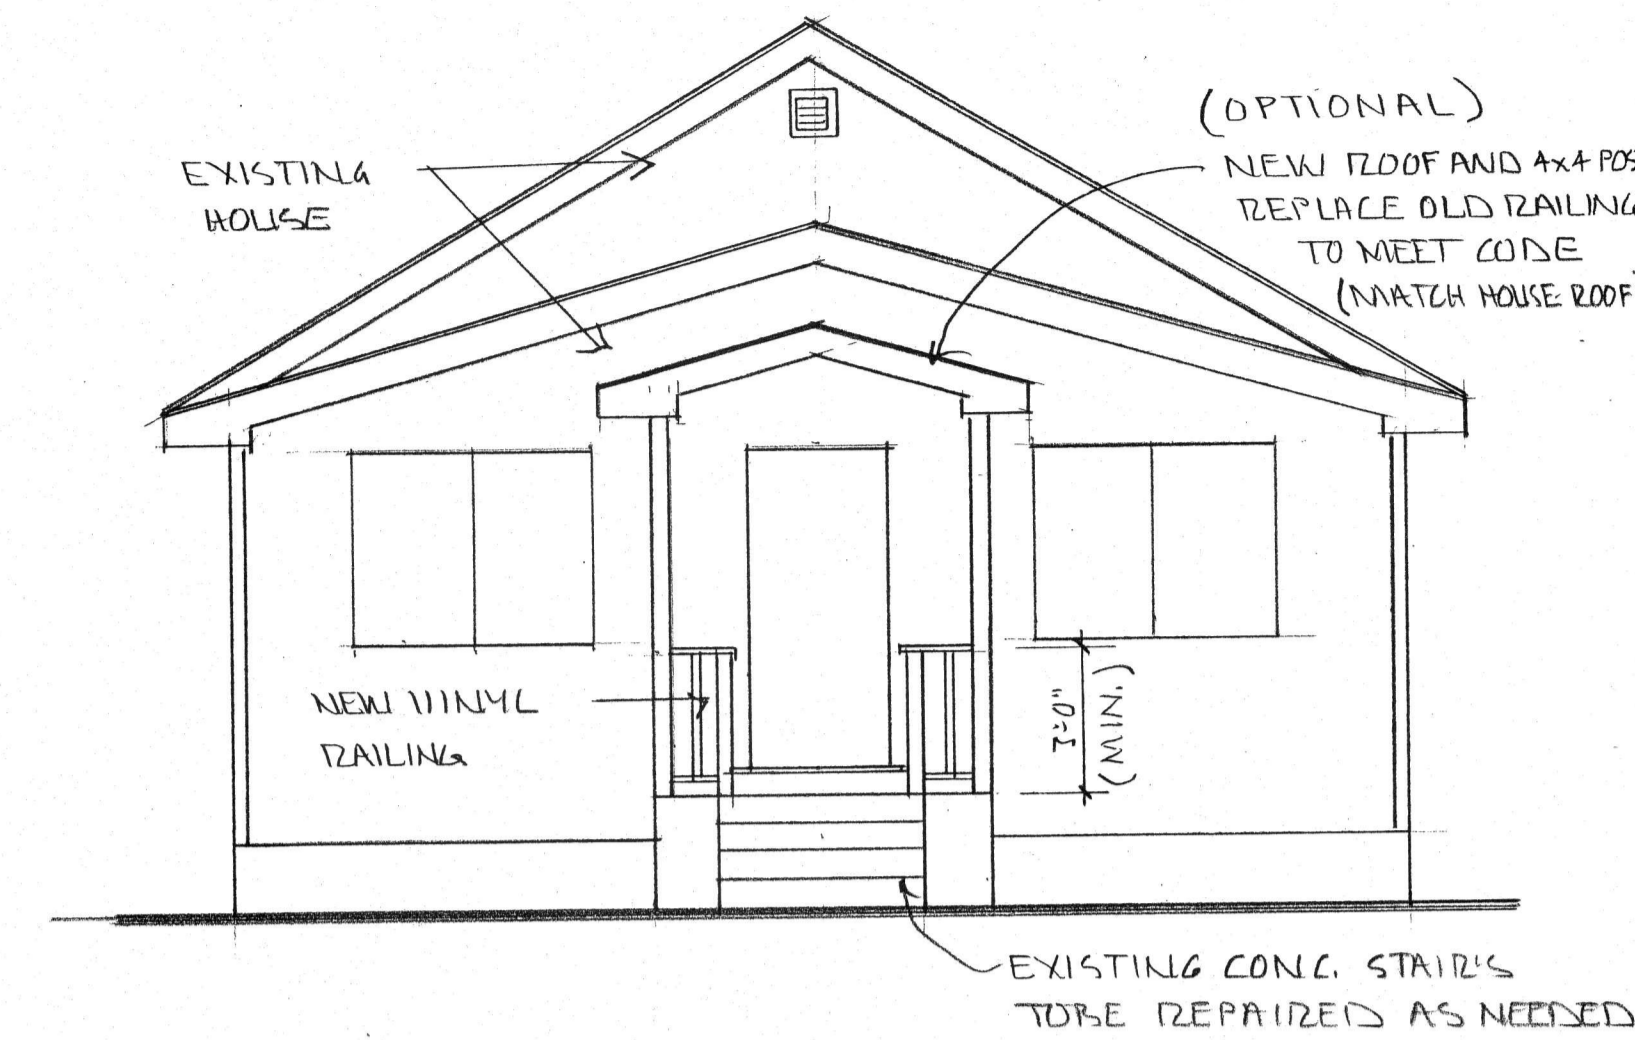 (OPTIONAL)
NEW ROOF AND 4x4 POS
REPLACE OLD RAILING
TO MEET CODE
(MATCH HOUSE ROOF
EXISTING
HOUSE
NEW VINYL
RAILING
3'-0"
(MIN.)
EXISTING CONC. STAIR'S
TO BE REPAIRED AS NEEDED